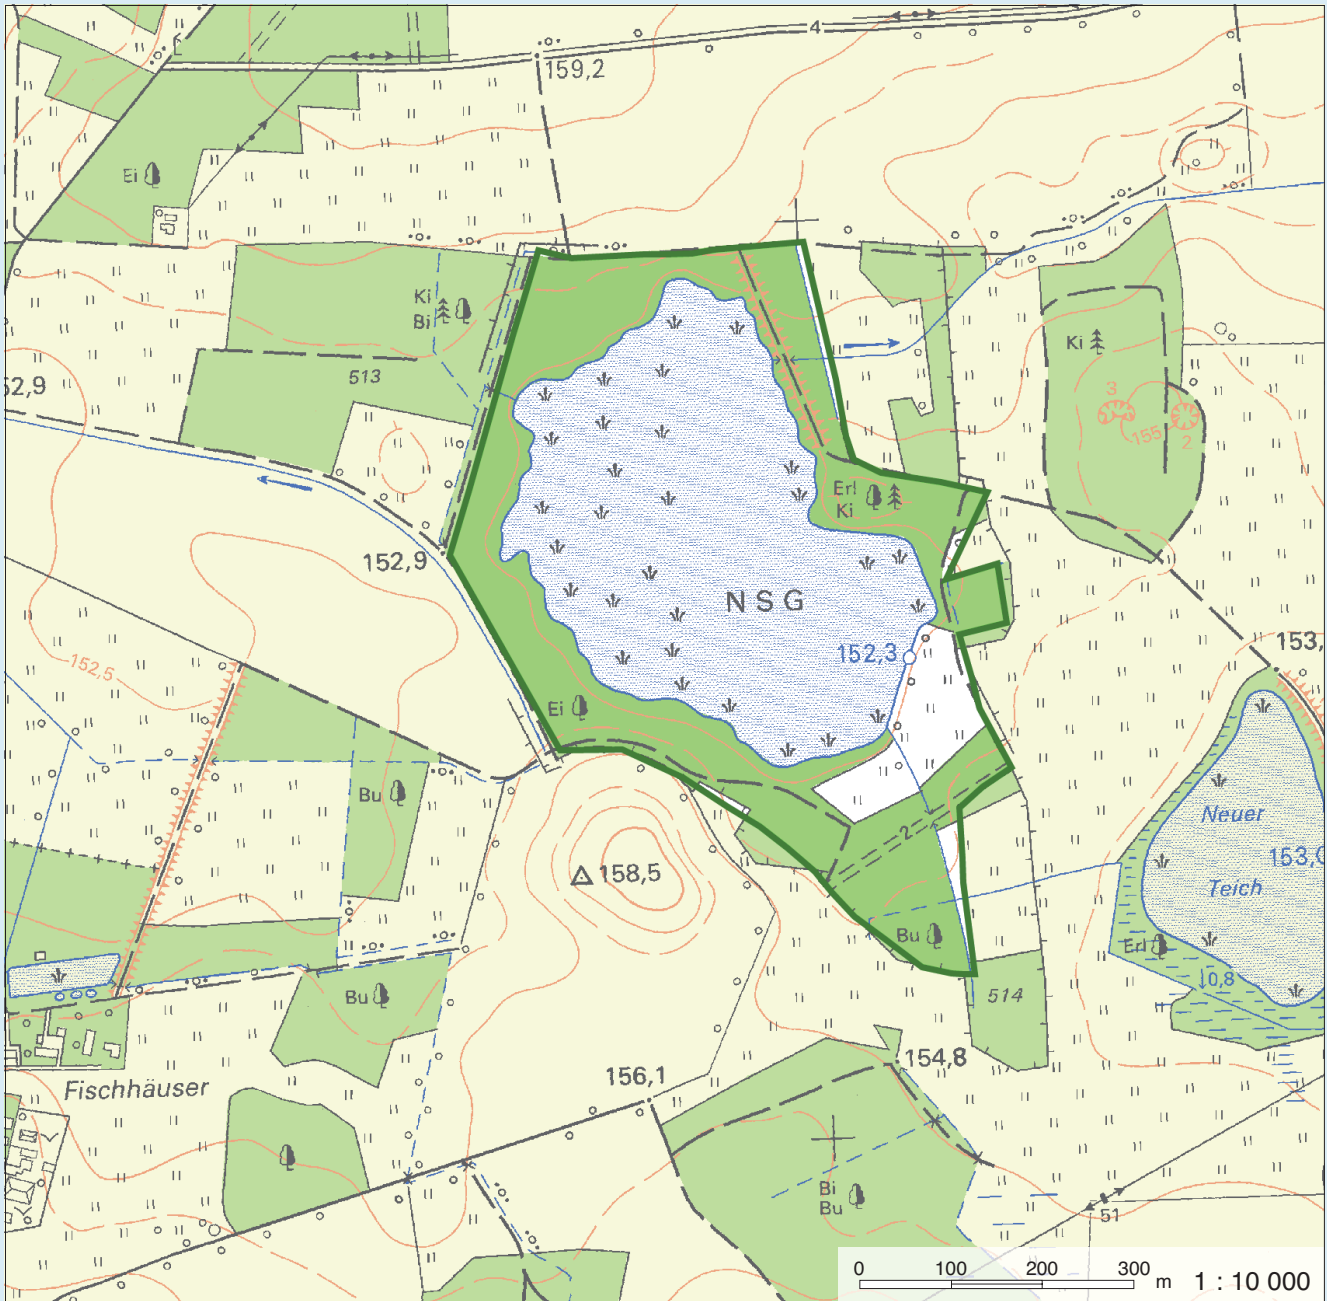 4
159,2
Ei
Ki
Bi
Ki
513
52,9
3
155
2
Erl
Ki
152,9
NSG
152,3
153,
152,5
Ei
Bu
Neuer
2
153,0
158,5
Teich
Bu
Erl
0,8
Bu
514
154,8
156,1
Fischhäuser
Bi
Bu
51
0 100 200 300 m 1 : 10 000